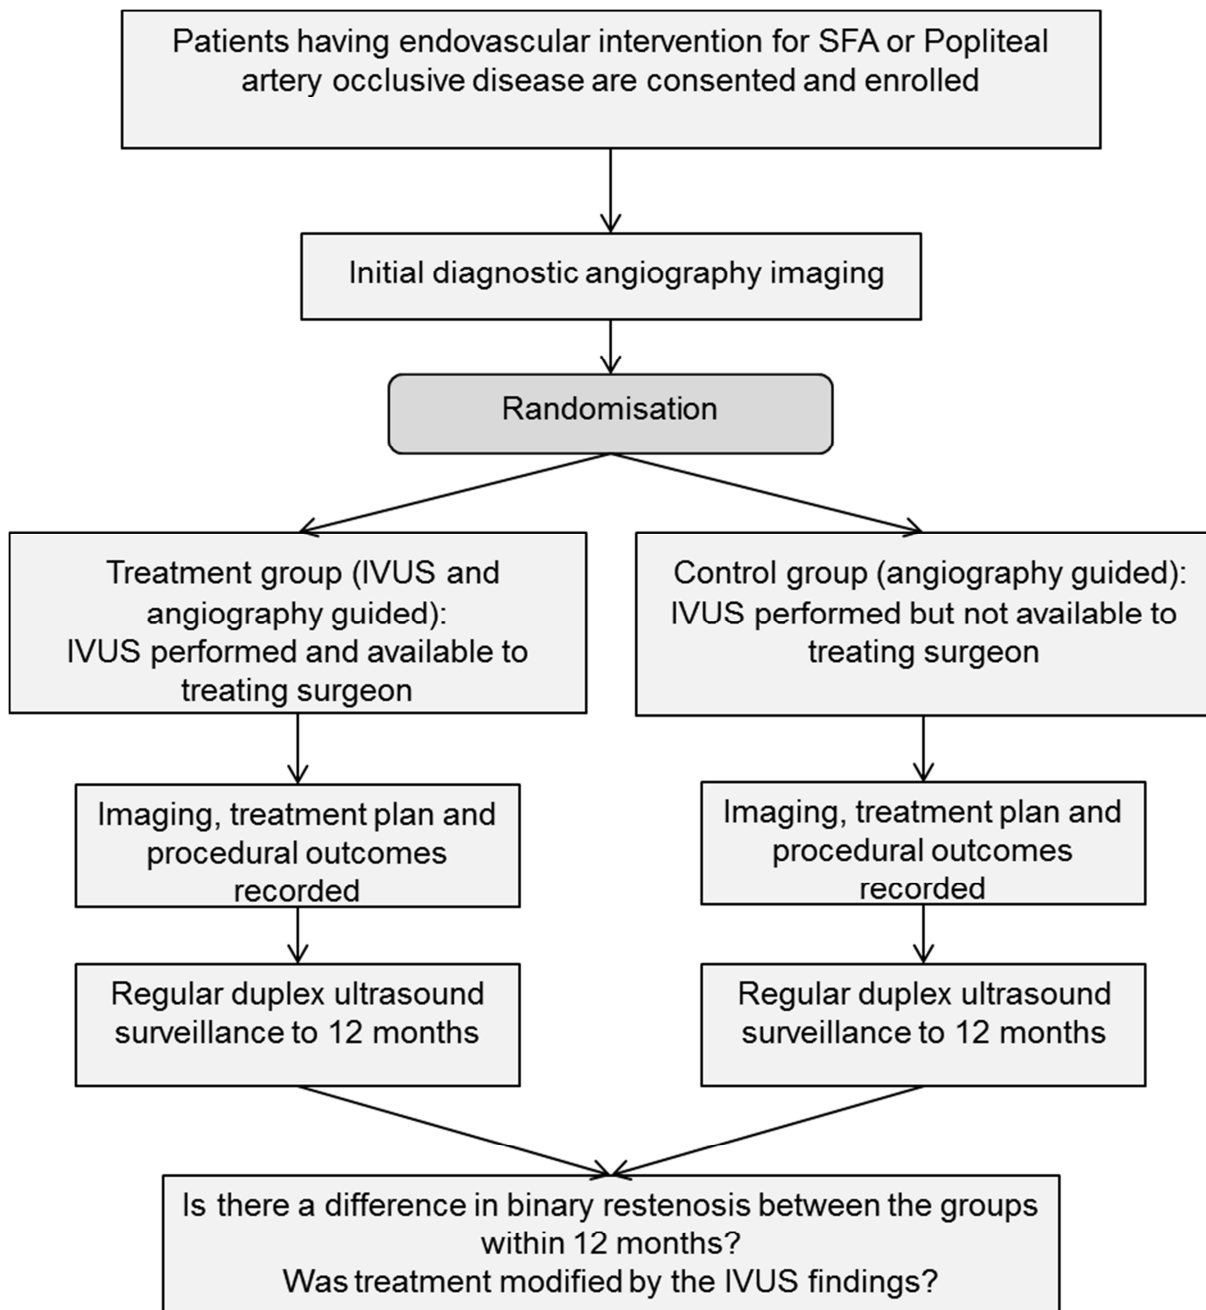 Patients having endovascular intervention for SFA or Popliteal
artery occlusive disease are consented and enrolled
Initial diagnostic angiography imaging
Randomisation
Treatment group (IVUS and
angiography guided):
IVUS performed and available to
treating surgeon
Control group (angiography guided):
IVUS performed but not available to
treating surgeon
Imaging, treatment plan and
procedural outcomes
recorded
Imaging, treatment plan and
procedural outcomes
recorded
Regular duplex ultrasound
surveillance to 12 months
Regular duplex ultrasound
surveillance to 12 months
Is there a difference in binary restenosis between the groups
within 12 months?
Was treatment modified by the IVUS findings?